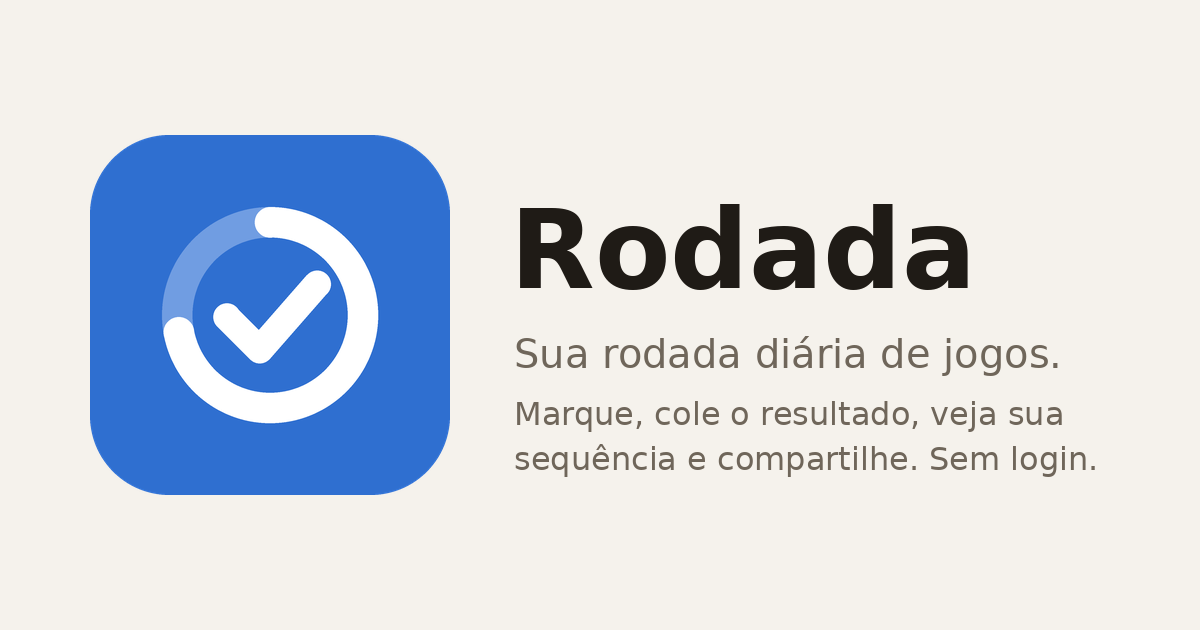 Rodada
Sua rodada diária de jogos.
Marque, cole o resultado, veja sua
sequência e compartilhe. Sem login.